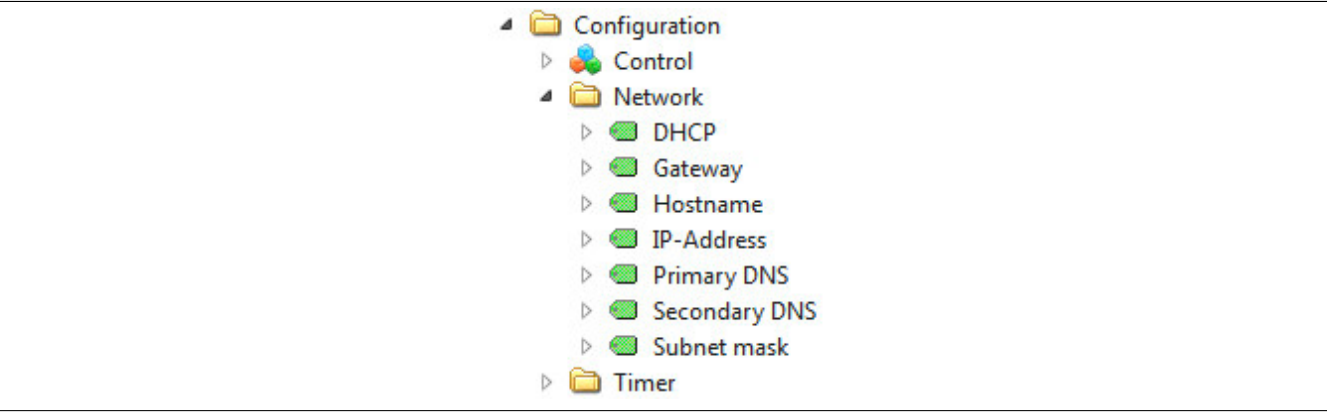 Configuration
Control
Network
DHCP
Gateway
Hostname
IP-Address
Primary DNS
Secondary DNS
Subnet mask
Timer